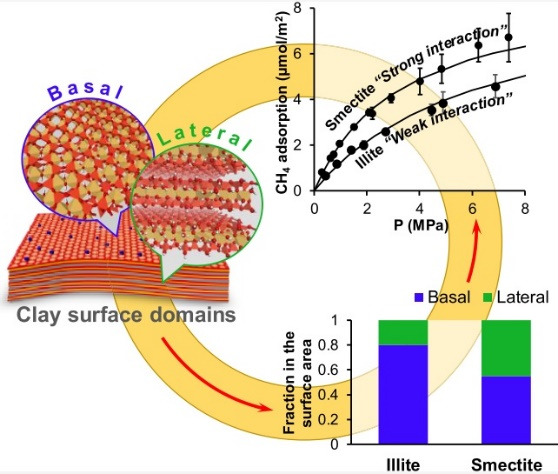 Basal
Lateral
Clay surface domains
CH4 adsorption (µmol/m²)
8
6
4
2
0
Smectite “Strong interaction”
Illite “Weak Interaction”
0
2
4
6
8
P (MPa)
Basal
Lateral
Fraction in the
surface area
1
0.8
0.6
0.4
0.2
0
Illite
Smectite